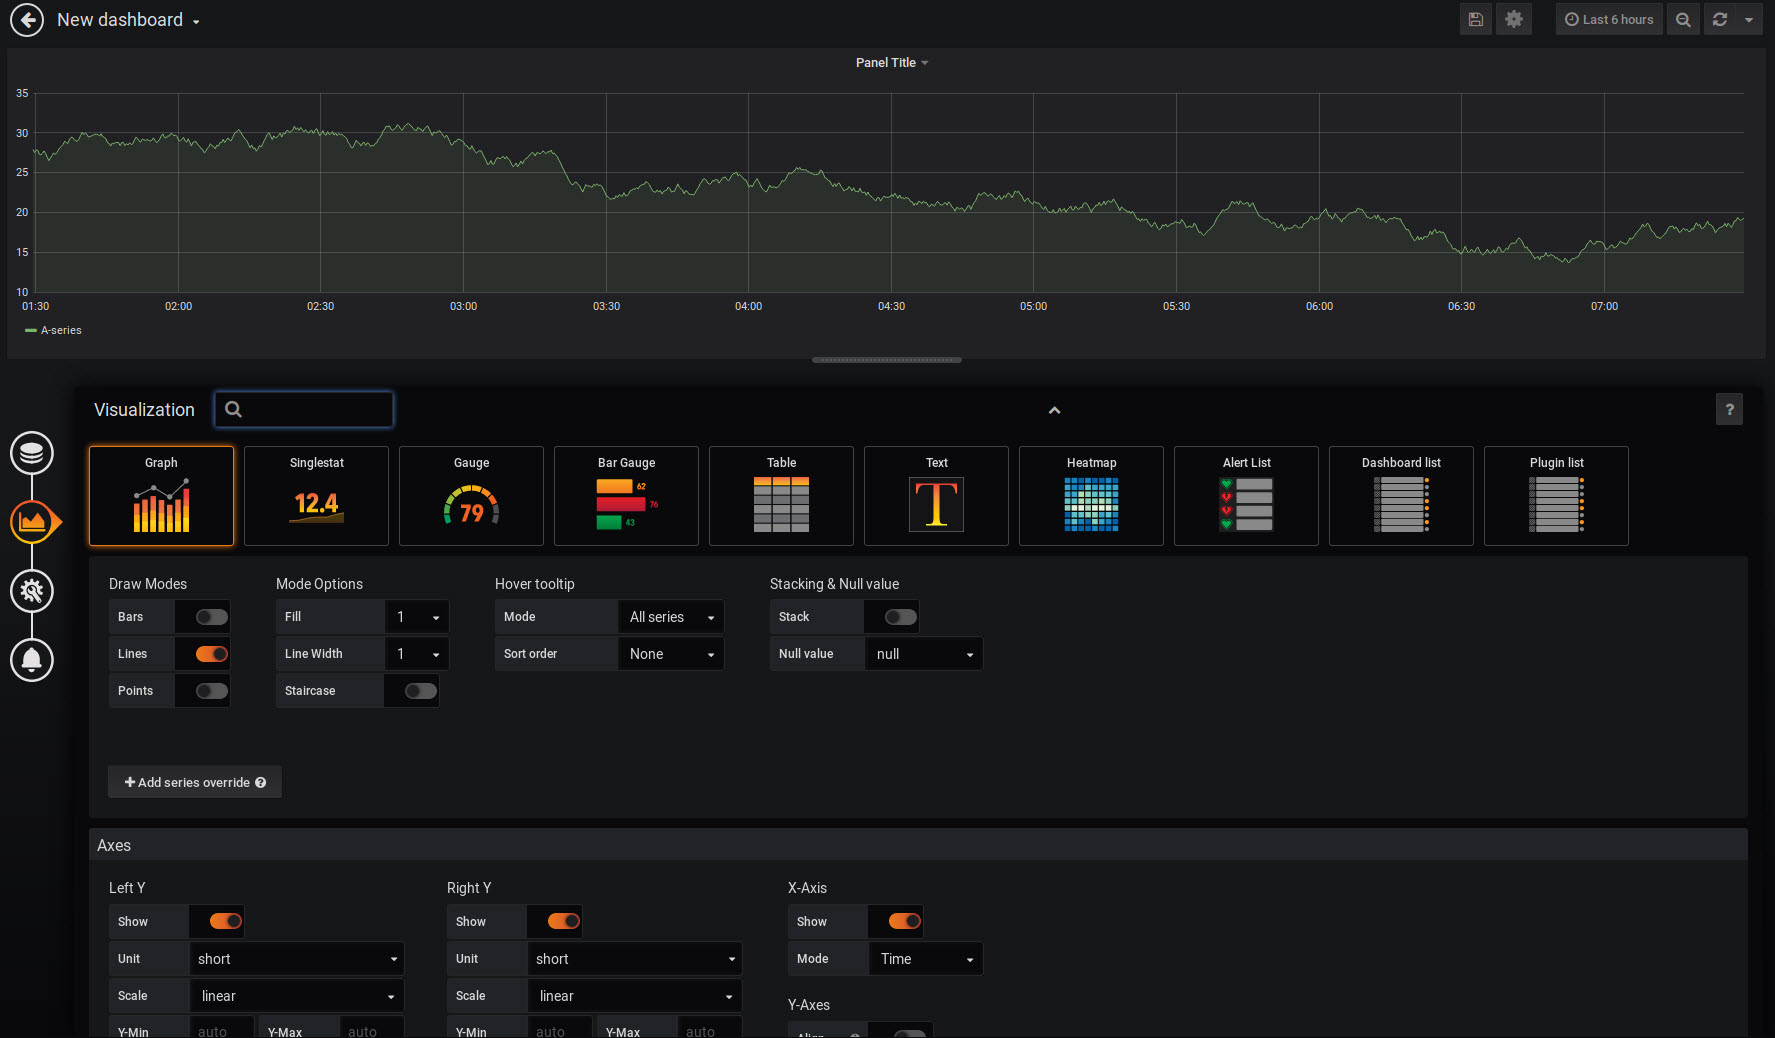 New dashboard
Last 6 hours
Panel Title
35
30
25
20
15
10
01:30 02:00 02:30 03:00 03:30 04:00 04:30 05:00 05:30 06:00 06:30 07:00
A-series
Visualization
?
Graph Singlestat Gauge Bar Gauge Table Text Heatmap Alert List Dashboard list Plugin list
12.4 79 62 76 43 T
Draw Modes Mode Options Hover tooltip Stacking & Null value
Bars Fill 1 Mode All series Stack
Lines Line Width 1 Sort order None Null value null
Points Staircase
+ Add series override ?
Axes
Left Y Right Y X-Axis
Show Show Show
Unit short Unit short Mode Time
Scale linear Scale linear
Y-Axes
Y-Min auto Y-Max auto Y-Min auto Y-Max auto Align